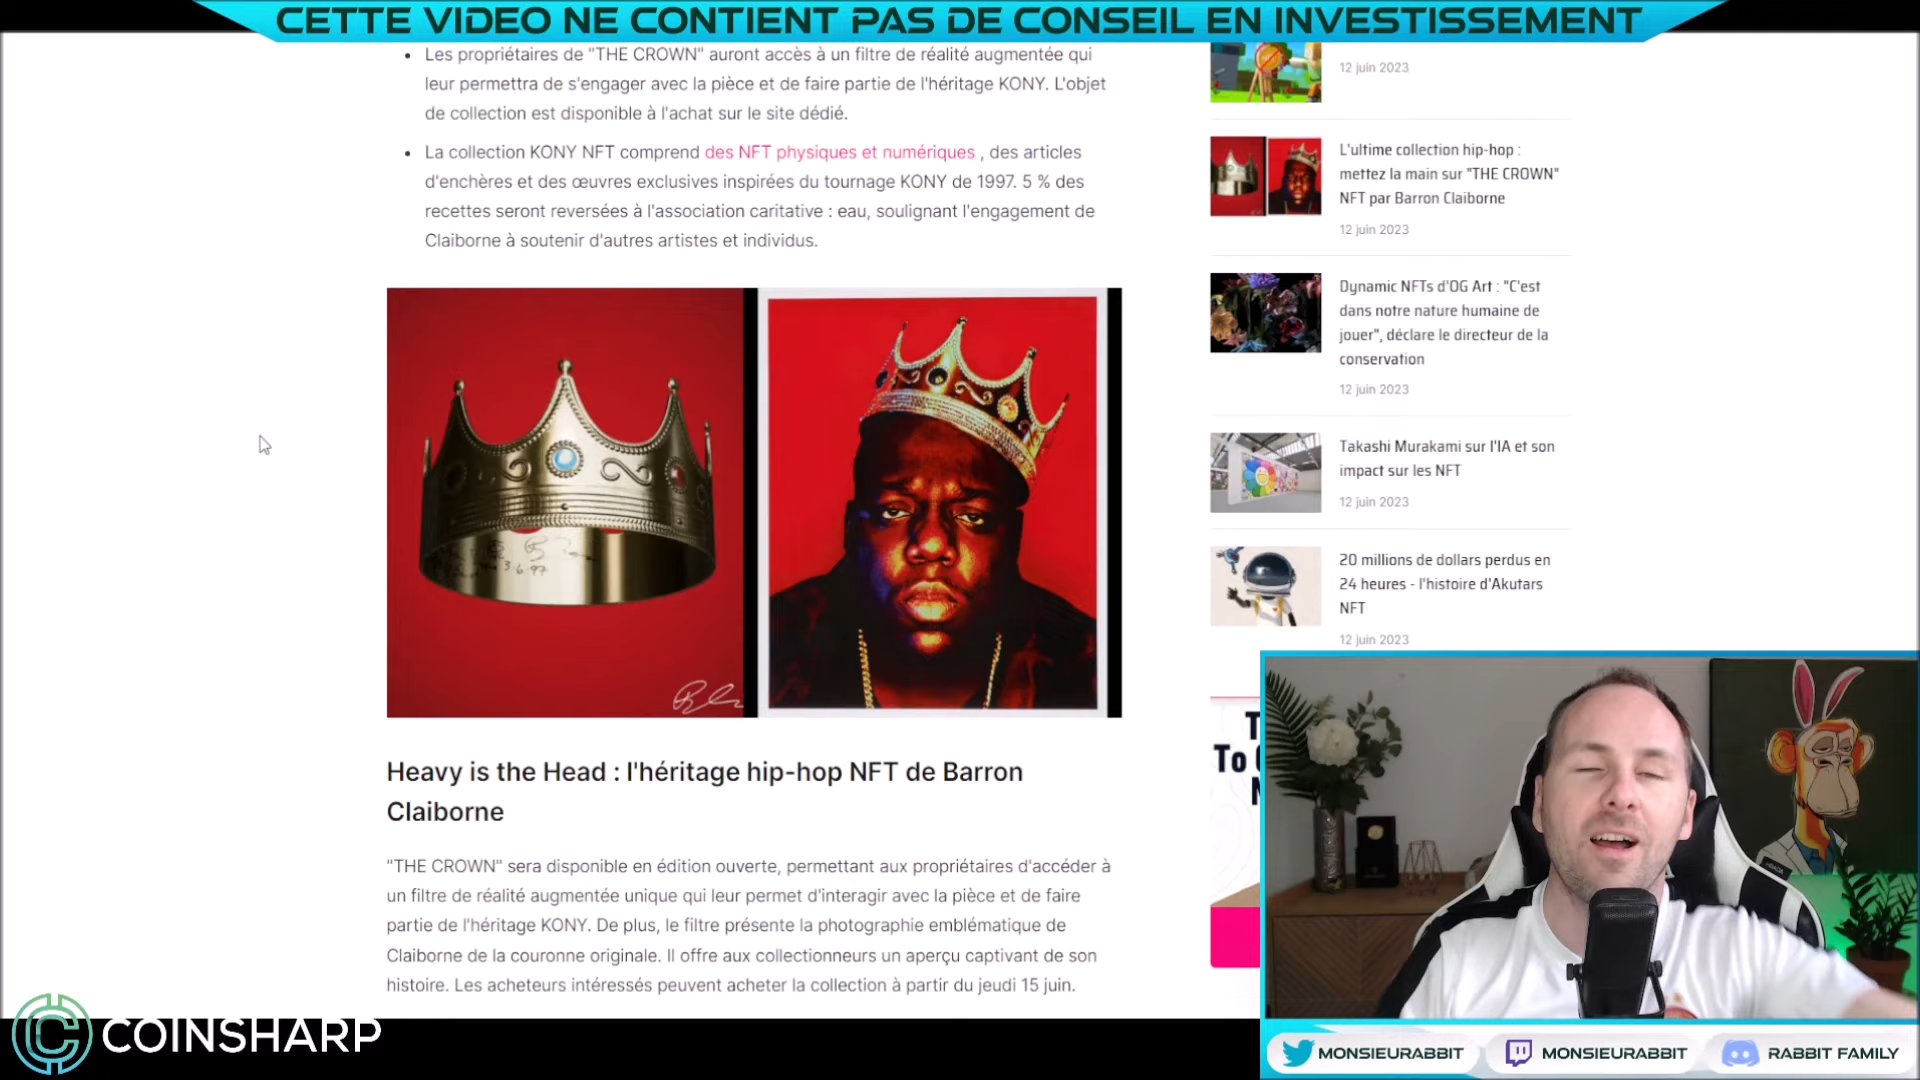 CETTE VIDEO NE CONTIENT PAS DE CONSEIL EN INVESTISSEMENT
Les propriétaires de "THE CROWN" auront accès à un filtre de réalité augmentée qui
leur permettra de s'engager avec la pièce et de faire partie de l'héritage KONY. L'objet
de collection est disponible à l'achat sur le site dédié.
La collection KONY NFT comprend des NFT physiques et numériques , des articles
d'enchères et des œuvres exclusives inspirées du tournage KONY de 1997. 5 % des
recettes seront reversées à l'association caritative : eau, soulignant l'engagement de
Claiborne à soutenir d'autres artistes et individus.
3·6·97
Heavy is the Head : l'héritage hip-hop NFT de Barron
Claiborne
"THE CROWN" sera disponible en édition ouverte, permettant aux propriétaires d'accéder à
un filtre de réalité augmentée unique qui leur permet d'interagir avec la pièce et de faire
partie de l'héritage KONY. De plus, le filtre présente la photographie emblématique de
Claiborne de la couronne originale. Il offre aux collectionneurs un aperçu captivant de son
histoire. Les acheteurs intéressés peuvent acheter la collection à partir du jeudi 15 juin.
12 juin 2023
L'ultime collection hip-hop :
mettez la main sur "THE CROWN"
NFT par Barron Claiborne
12 juin 2023
Dynamic NFTs d'OG Art : "C'est
dans notre nature humaine de
jouer", déclare le directeur de la
conservation
12 juin 2023
Takashi Murakami sur l'IA et son
impact sur les NFT
12 juin 2023
20 millions de dollars perdus en
24 heures - l'histoire d'Akutars
NFT
12 juin 2023
To
COINSHARP
MONSIEURABBIT
MONSIEURABBIT
RABBIT FAMILY